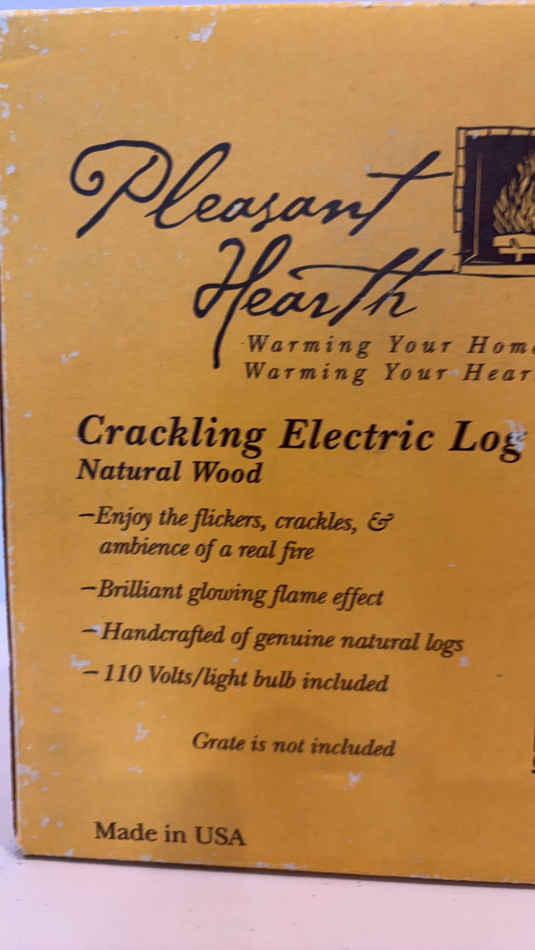 Pleasant
Hearth
Warming Your Home
Warming Your Hear
Crackling Electric Log
Natural Wood
–Enjoy the flickers, crackles, &
ambience of a real fire
–Brilliant glowing flame effect
–Handcrafted of genuine natural logs
–110 Volts/light bulb included
Grate is not included
Made in USA